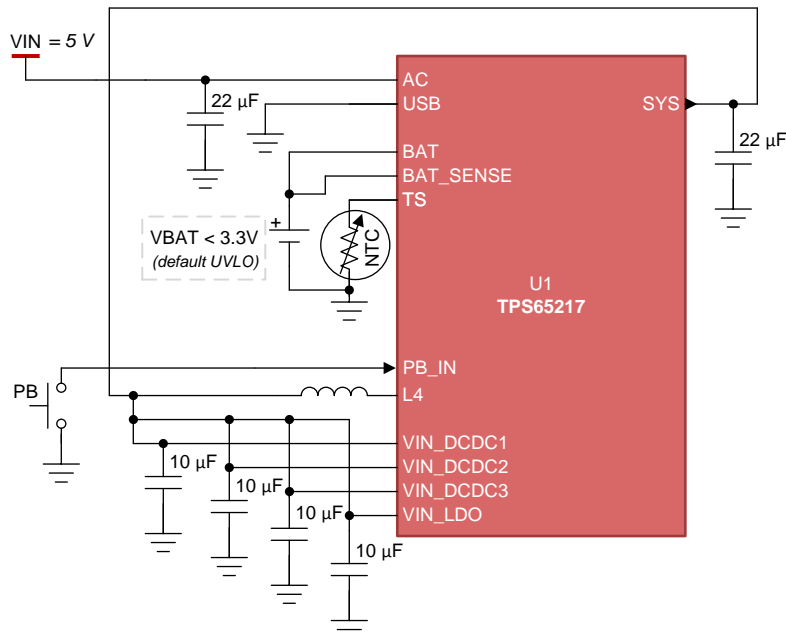 VIN = 5 V
22 µF
AC
USB
SYS
22 µF
BAT
BAT_SENSE
TS
+
VBAT < 3.3V
(default UVLO)
NTC
U1
TPS65217
PB
PB_IN
L4
VIN_DCDC1
10 µF
VIN_DCDC2
10 µF
VIN_DCDC3
10 µF
VIN_LDO
10 µF